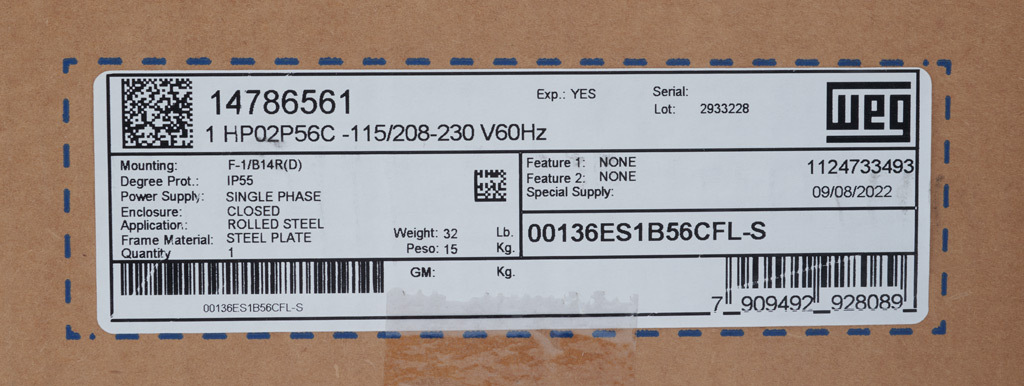 14786561
1 HP02P56C -115/208-230 V60Hz
Exp.: YES
Serial:
Lot: 2933228
WEG
Mounting: F-1/B14R(D)
Degree Prot.: IP55
Power Supply: SINGLE PHASE
Enclosure: CLOSED
Application: ROLLED STEEL
Frame Material: STEEL PLATE
Quantity 1
Weight: 32 Lb.
Peso: 15 Kg.
Feature 1: NONE
Feature 2: NONE
Special Supply:
1124733493
09/08/2022
00136ES1B56CFL-S
GM: Kg.
00136ES1B56CFL-S
7 909492 928089